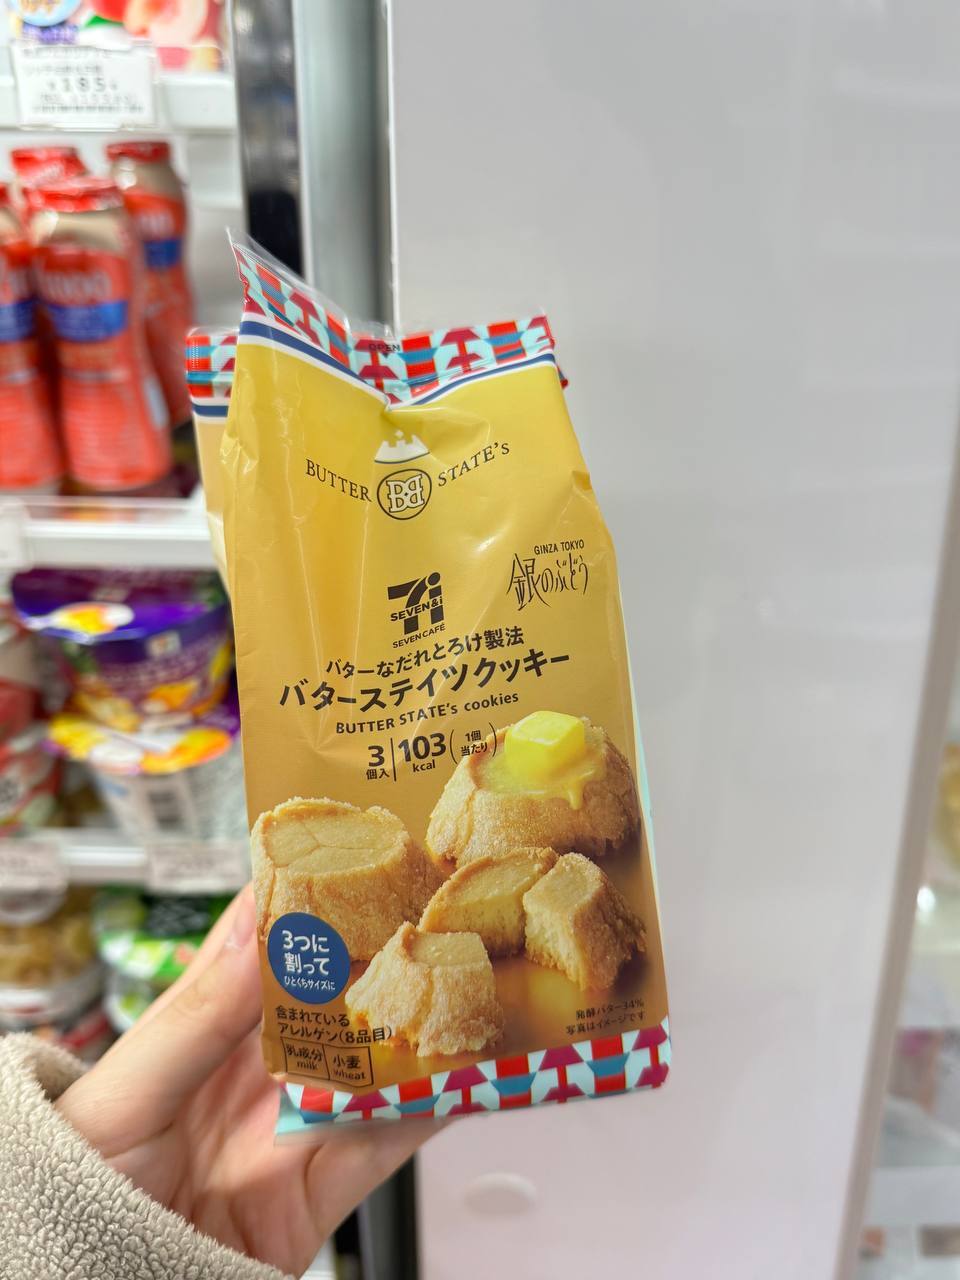 185
OPEN
BUTTER STATE's
BB
GINZA TOKYO
銀のぶどう
7i
SEVEN&i
SEVEN CAFÉ
バターなだれとろけ製法
バターステイツクッキー
BUTTER STATE's cookies
3個入 103kcal (1個当たり)
3つに
割って
ひとくちサイズに
含まれている
アレルゲン(8品目)
乳成分 小麦
milk wheat
発酵バター34%
写真はイメージです